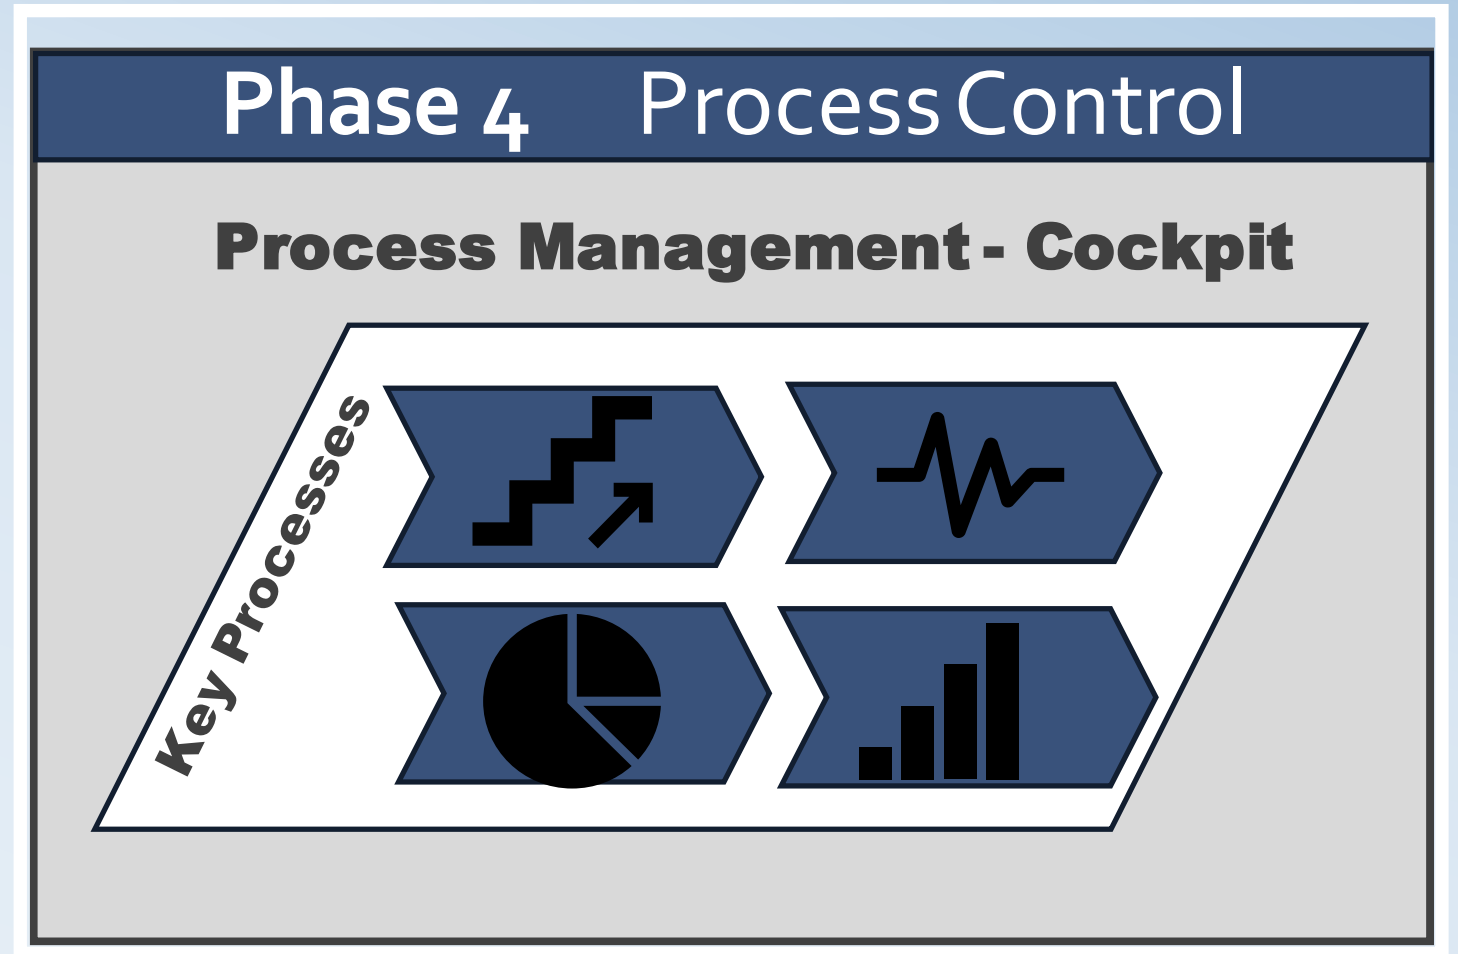 Phase 4 Process Control
Process Management - Cockpit
Key Processes